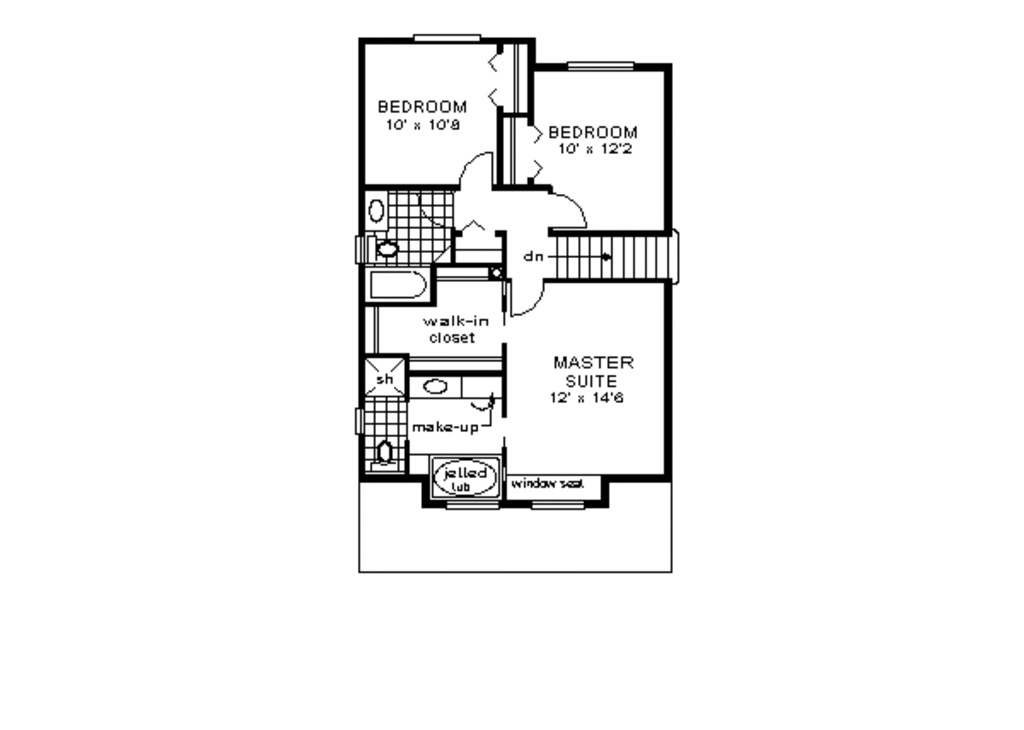 BEDROOM
10' x 10'8
BEDROOM
10' x 12'2
dn
walk-in
closet
MASTER
SUITE
12' x 14'6
sh
make-up
jetted
tub
window seat